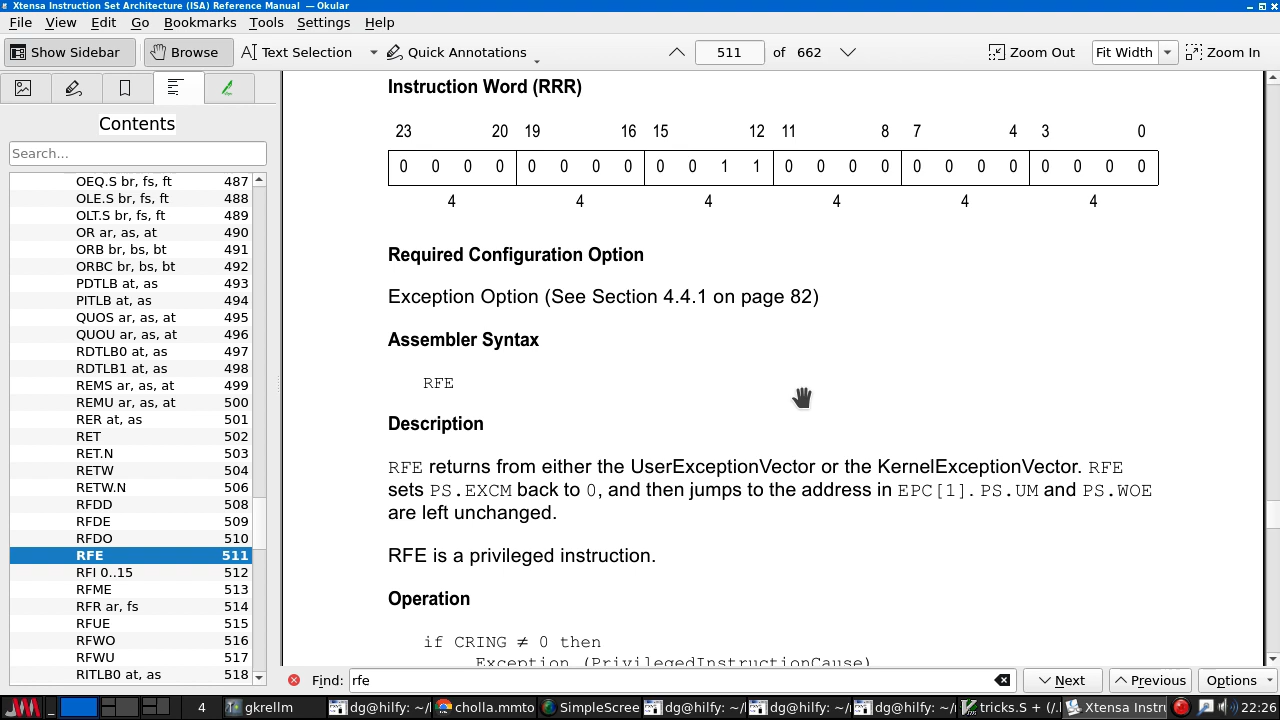 Xtensa Instruction Set Architecture (ISA) Reference Manual — Okular
File View Edit Go Bookmarks Tools Settings Help
Show Sidebar Browse Text Selection Quick Annotations 511 of 662 Zoom Out Fit Width Zoom In
Contents
Search...
OEQ.S br, fs, ft 487
OLE.S br, fs, ft 488
OLT.S br, fs, ft 489
OR ar, as, at 490
ORB br, bs, bt 491
ORBC br, bs, bt 492
PDTLB at, as 493
PITLB at, as 494
QUOS ar, as, at 495
QUOU ar, as, at 496
RDTLB0 at, as 497
RDTLB1 at, as 498
REMS ar, as, at 499
REMU ar, as, at 500
RER at, as 501
RET 502
RET.N 503
RETW 504
RETW.N 506
RFDD 508
RFDE 509
RFDO 510
RFE 511
RFI 0..15 512
RFME 513
RFR ar, fs 514
RFUE 515
RFWO 516
RFWU 517
RITLB0 at, as 518
Instruction Word (RRR)
23 20 19 16 15 12 11 8 7 4 3 0
0 0 0 0 0 0 0 0 0 0 1 1 0 0 0 0 0 0 0 0 0 0 0 0
4 4 4 4 4 4
Required Configuration Option
Exception Option (See Section 4.4.1 on page 82)
Assembler Syntax
RFE
Description
RFE returns from either the UserExceptionVector or the KernelExceptionVector. RFE
sets PS.EXCM back to 0, and then jumps to the address in EPC[1]. PS.UM and PS.WOE
are left unchanged.
RFE is a privileged instruction.
Operation
if CRING ≠ 0 then
Exception (PrivilegedInstructionCause)
Find: rfe Next Previous Options
4 gkrellm dg@hilfy: ~/ cholla.mmto SimpleScree dg@hilfy: ~/ dg@hilfy: ~/ dg@hilfy: ~/ tricks.S + (/. Xtensa Instr 22:26